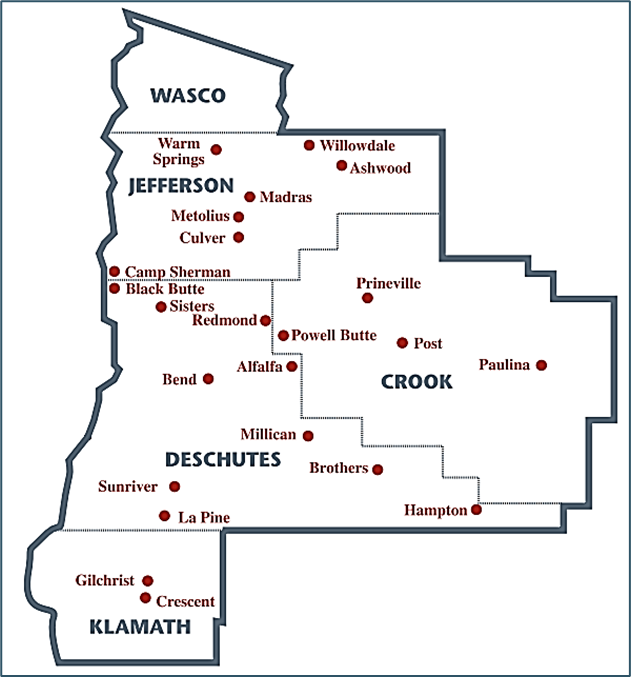 WASCO
Warm
Springs
Willowdale
Ashwood
JEFFERSON
Madras
Metolius
Culver
Camp Sherman
Black Butte
Prineville
Sisters
Redmond
Powell Butte
Post
Alfalfa
Paulina
Bend
CROOK
Millican
DESCHUTES
Brothers
Sunriver
Hampton
La Pine
Gilchrist
Crescent
KLAMATH